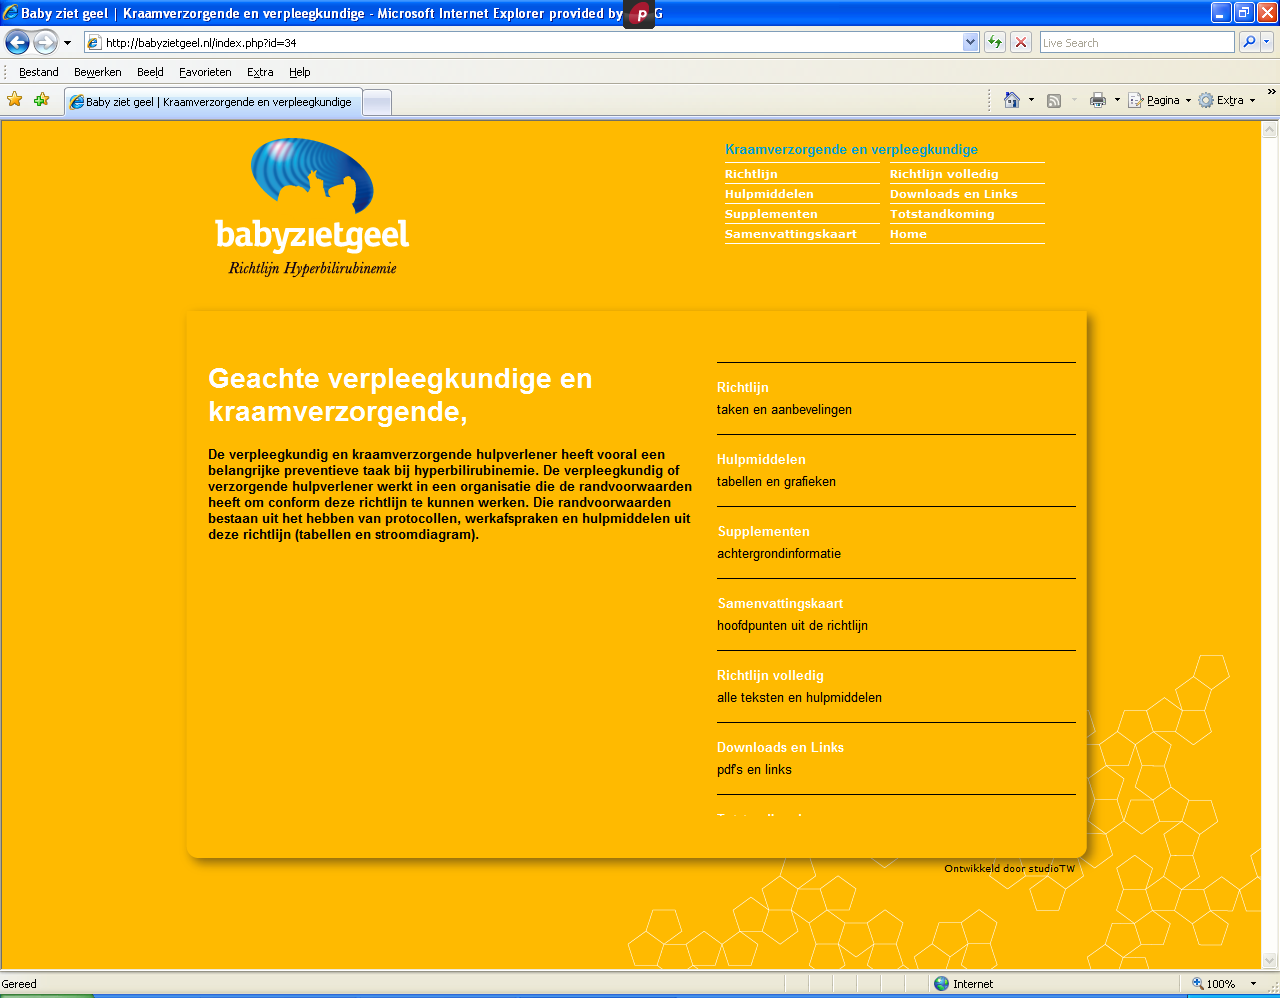 Baby ziet geel | Kraamverzorgende en verpleegkundige - Microsoft Internet Explorer provided by
http://babyzietgeel.nl/index.php?id=34
Live Search
Bestand Bewerken Beeld Favorieten Extra Help
Baby ziet geel | Kraamverzorgende en verpleegkundige
Pagina Extra
babyzietgeel
Richtlijn Hyperbilirubinemie
Kraamverzorgende en verpleegkundige
Richtlijn Richtlijn volledig
Hulpmiddelen Downloads en Links
Supplementen Totstandkoming
Samenvattingskaart Home
Geachte verpleegkundige en
kraamverzorgende,
De verpleegkundig en kraamverzorgende hulpverlener heeft vooral een
belangrijke preventieve taak bij hyperbilirubinemie. De verpleegkundig of
verzorgende hulpverlener werkt in een organisatie die de randvoorwaarden
heeft om conform deze richtlijn te kunnen werken. Die randvoorwaarden
bestaan uit het hebben van protocollen, werkafspraken en hulpmiddelen uit
deze richtlijn (tabellen en stroomdiagram).
Richtlijn
taken en aanbevelingen
Hulpmiddelen
tabellen en grafieken
Supplementen
achtergrondinformatie
Samenvattingskaart
hoofdpunten uit de richtlijn
Richtlijn volledig
alle teksten en hulpmiddelen
Downloads en Links
pdf's en links
Ontwikkeld door studioTW
Gereed
Internet
100%